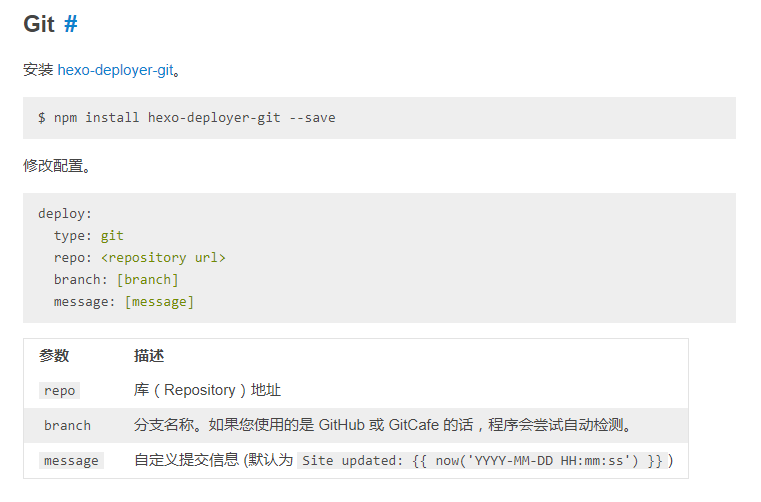 Git #
安装 hexo-deployer-git。
$ npm install hexo-deployer-git --save
修改配置。
deploy:
  type: git
  repo: <repository url>
  branch: [branch]
  message: [message]
参数 描述
repo 库（Repository）地址
branch 分支名称。如果您使用的是 GitHub 或 GitCafe 的话，程序会尝试自动检测。
message 自定义提交信息 (默认为 Site updated: {{ now('YYYY-MM-DD HH:mm:ss') }})